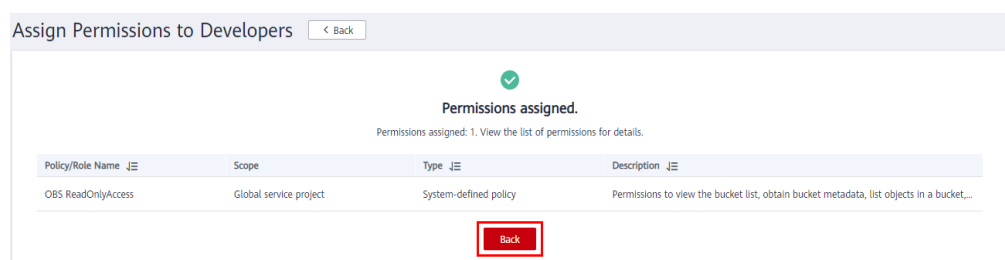 Assign Permissions to Developers < Back
Permissions assigned.
Permissions assigned: 1. View the list of permissions for details.
Policy/Role Name Scope Type Description
OBS ReadOnlyAccess Global service project System-defined policy Permissions to view the bucket list, obtain bucket metadata, list objects in a bucket,...
Back